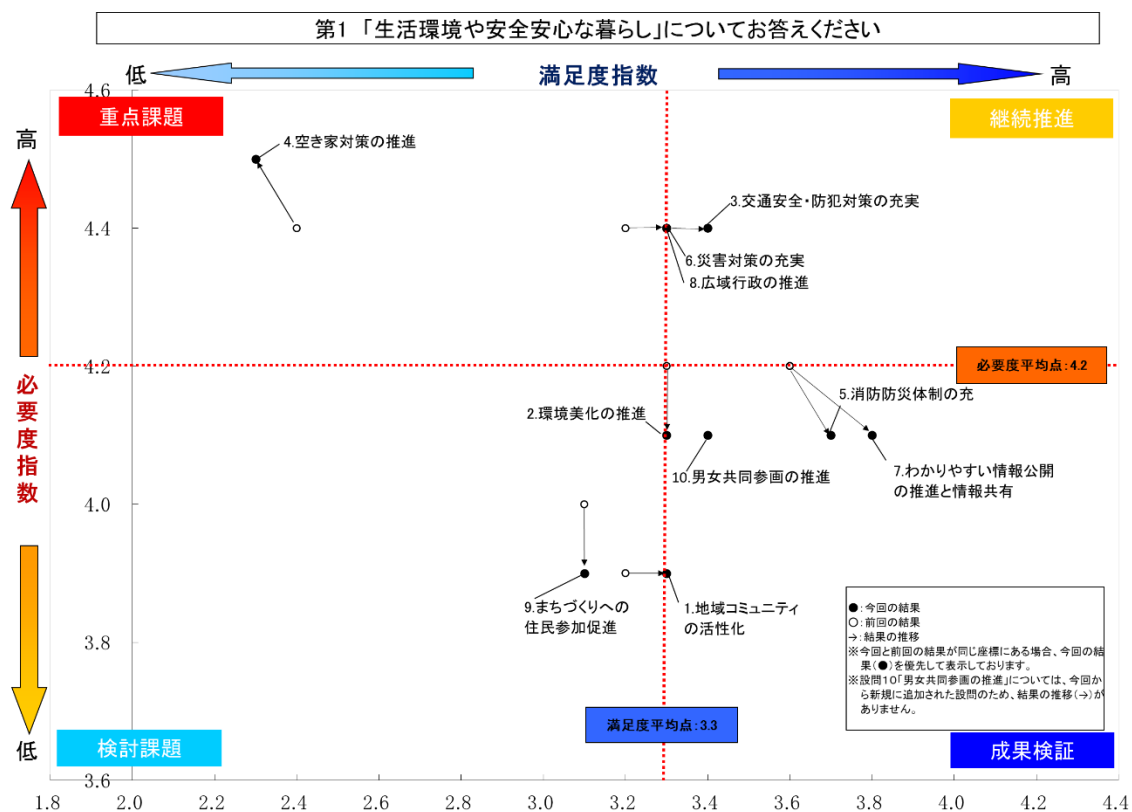 第1 「生活環境や安全安心な暮らし」についてお答えください
低
満足度指数
高
4.6
重点課題
継続推進
高
4.空き家対策の推進
3.交通安全・防犯対策の充実
4.4
6.災害対策の充実
8.広域行政の推進
4.2
必要度平均点:4.2
必要度指数
5.消防防災体制の充
2.環境美化の推進
10.男女共同参画の推進
7.わかりやすい情報公開
の推進と情報共有
4.0
9.まちづくりへの
住民参加促進
1.地域コミュニティ
の活性化
3.8
●:今回の結果
○:前回の結果
→:結果の推移
※今回と前回の結果が同じ座標にある場合、今回の結
果(●)を優先して表示しております。
※設問10「男女共同参画の推進」については、今回か
ら新規に追加された設問のため、結果の推移(→)が
ありません。
満足度平均点:3.3
低
検討課題
成果検証
3.6
1.8
2.0
2.2
2.4
2.6
2.8
3.0
3.2
3.4
3.6
3.8
4.0
4.2
4.4